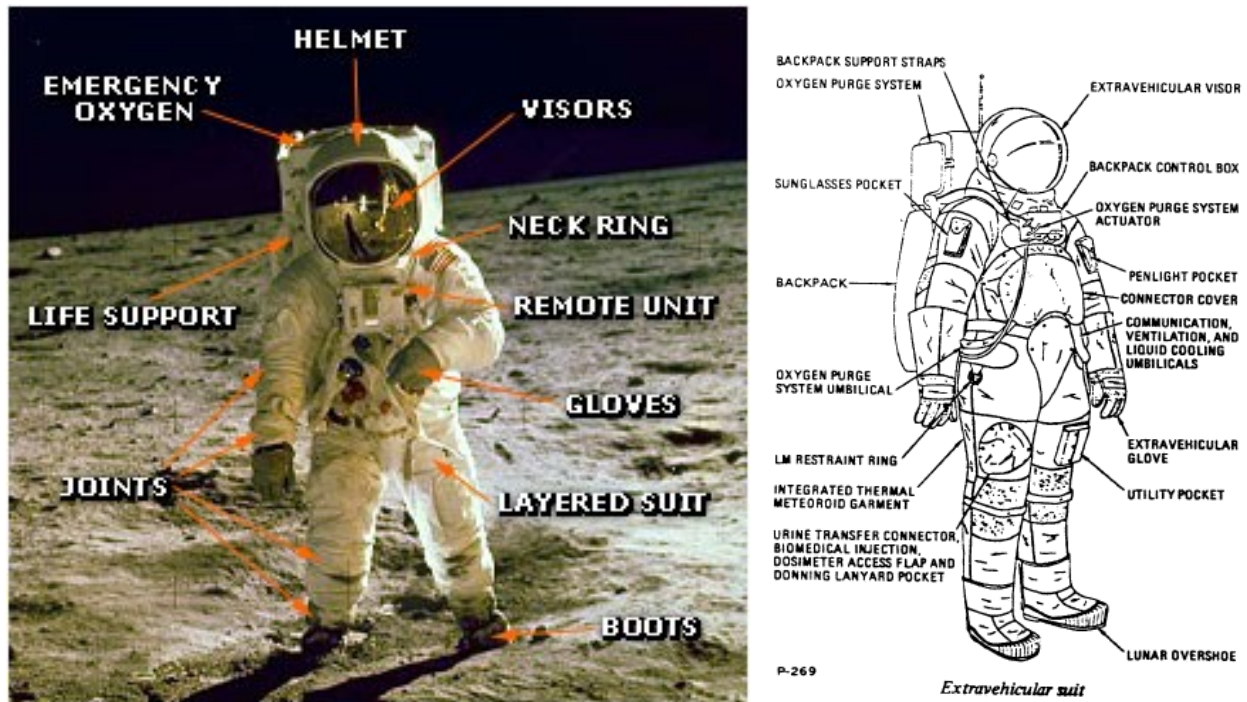 HELMET
EMERGENCY
OXYGEN
VISORS
NECK RING
LIFE SUPPORT
REMOTE UNIT
GLOVES
JOINTS
LAYERED SUIT
BOOTS
BACKPACK SUPPORT STRAPS
OXYGEN PURGE SYSTEM
EXTRAVEHICULAR VISOR
BACKPACK CONTROL BOX
SUNGLASSES POCKET
OXYGEN PURGE SYSTEM
ACTUATOR
PENLIGHT POCKET
BACKPACK
CONNECTOR COVER
COMMUNICATION,
VENTILATION, AND
LIQUID COOLING
UMBILICALS
OXYGEN PURGE
SYSTEM UMBILICAL
EXTRAVEHICULAR
GLOVE
LM RESTRAINT RING
UTILITY POCKET
INTEGRATED THERMAL
METEOROID GARMENT
URINE TRANSFER CONNECTOR,
BIOMEDICAL INJECTION,
DOSIMETER ACCESS FLAP AND
DONNING LANYARD POCKET
LUNAR OVERSHOE
P-269
Extravehicular suit